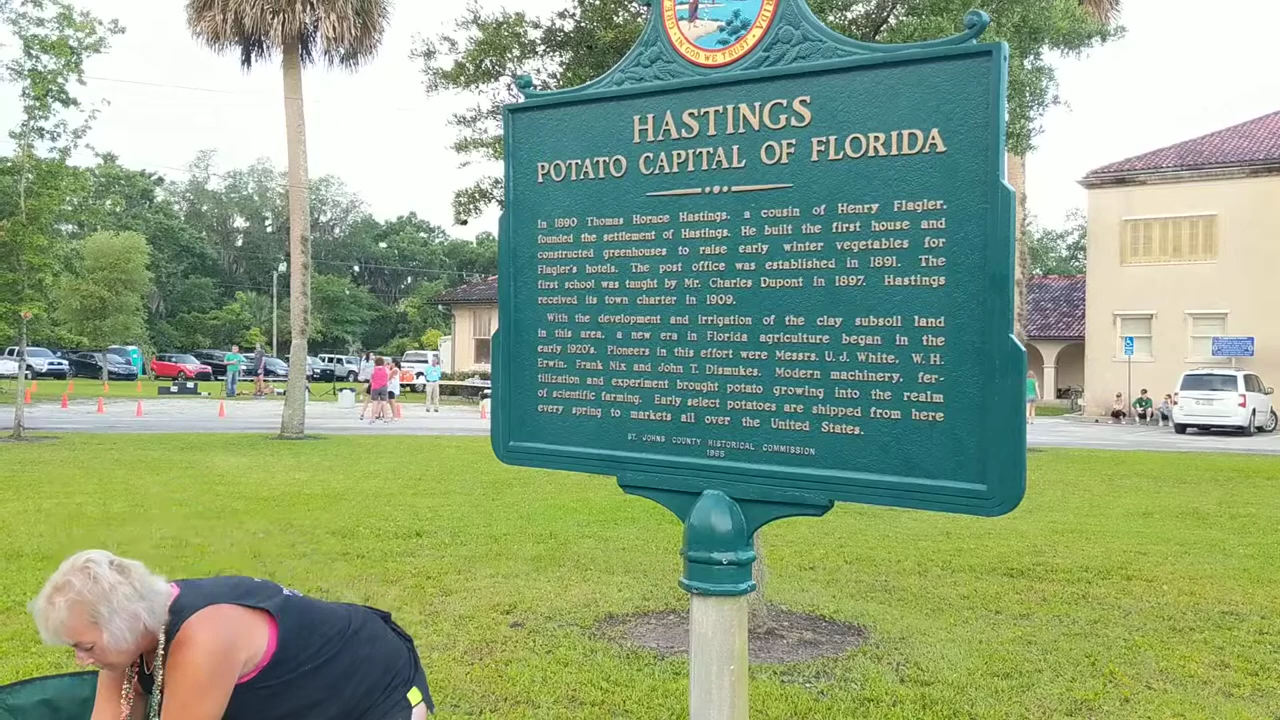 IN GOD WE TRUST
HASTINGS
POTATO CAPITAL OF FLORIDA
In 1890 Thomas Horace Hastings, a cousin of Henry Flagler,
founded the settlement of Hastings. He built the first house and
constructed greenhouses to raise early winter vegetables for
Flagler's hotels. The post office was established in 1891. The
first school was taught by Mr. Charles Dupont in 1897. Hastings
received its town charter in 1909.
With the development and irrigation of the clay subsoil land
in this area, a new era in Florida agriculture began in the
early 1920's. Pioneers in this effort were Messrs. U. J. White, W. H.
Erwin, Frank Nix and John T. Dismukes. Modern machinery, fer-
tilization and experiment brought potato growing into the realm
of scientific farming. Early select potatoes are shipped from here
every spring to markets all over the United States.
ST. JOHNS COUNTY HISTORICAL COMMISSION
1985